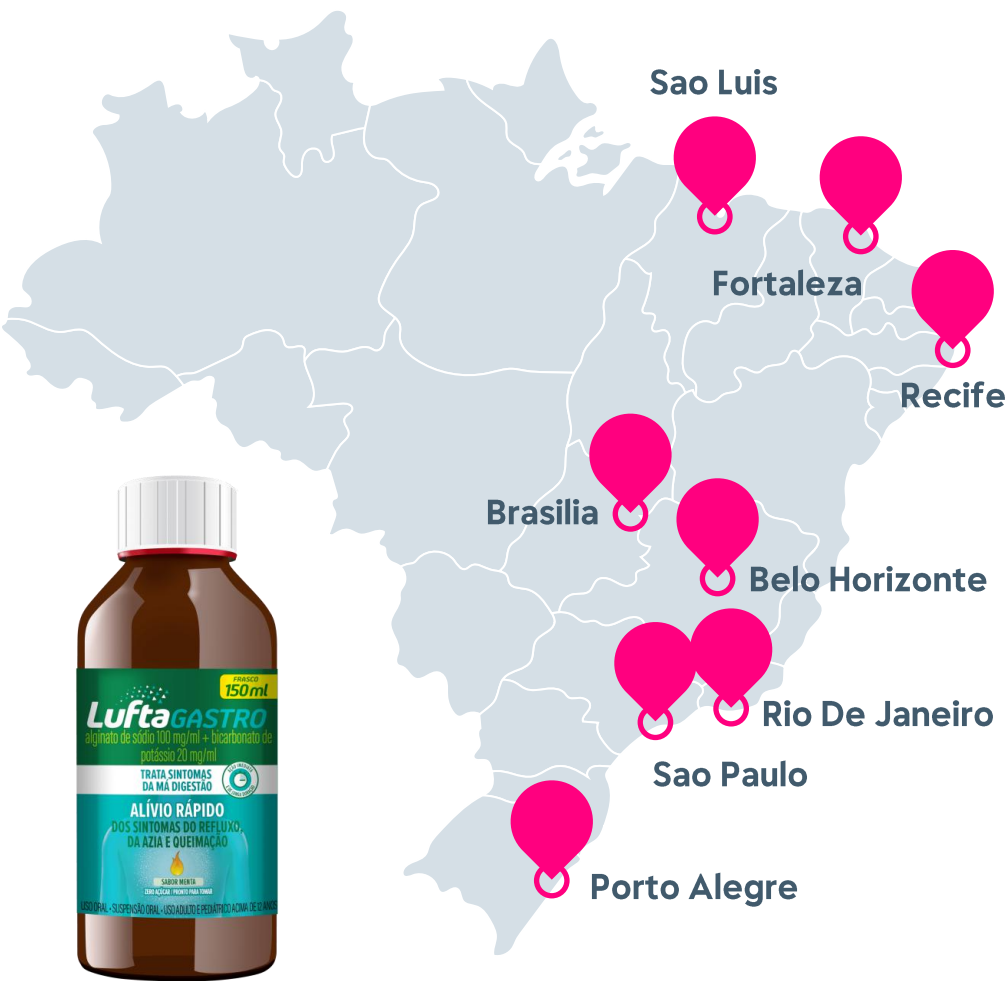 Sao Luis
Fortaleza
Recife
Brasilia
Belo Horizonte
Rio De Janeiro
Sao Paulo
Porto Alegre
FRASCO
150 ml
LuftaGASTRO
alginato de sódio 100 mg/ml + bicarbonato de
potássio 20 mg/ml
TRATA SINTOMAS
DA MÁ DIGESTÃO
ALÍVIO RÁPIDO
DOS SINTOMAS DO REFLUXO,
DA AZIA E QUEIMAÇÃO
SABOR MENTA
ZERO AÇÚCAR | PRONTO PARA TOMAR
USO ORAL • SUSPENSÃO ORAL • USO ADULTO E PEDIÁTRICO ACIMA DE 12 ANOS